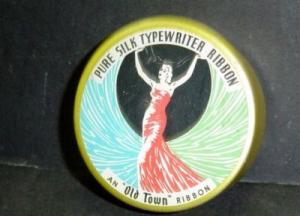 PURE SILK TYPEWRITER RIBBON
AN "Old Town" RIBBON